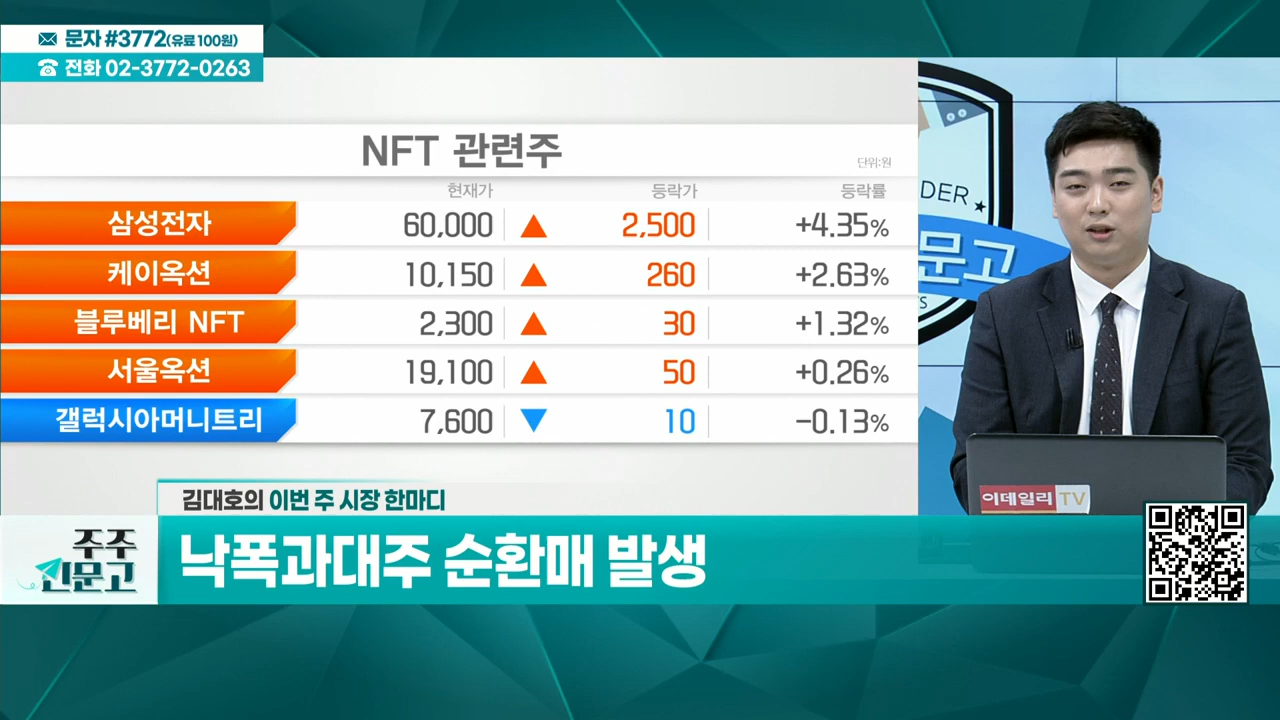 문자 #3772(유료 100원)
전화 02-3772-0263
NFT 관련주
단위:원
현재가 등락가 등락률
삼성전자 60,000 ▲ 2,500 +4.35%
케이옥션 10,150 ▲ 260 +2.63%
블루베리 NFT 2,300 ▲ 30 +1.32%
서울옥션 19,100 ▲ 50 +0.26%
갤럭시아머니트리 7,600 ▼ 10 -0.13%
DER
문고
이데일리 TV
김대호의 이번 주 시장 한마디
주주
신문고
낙폭과대주 순환매 발생